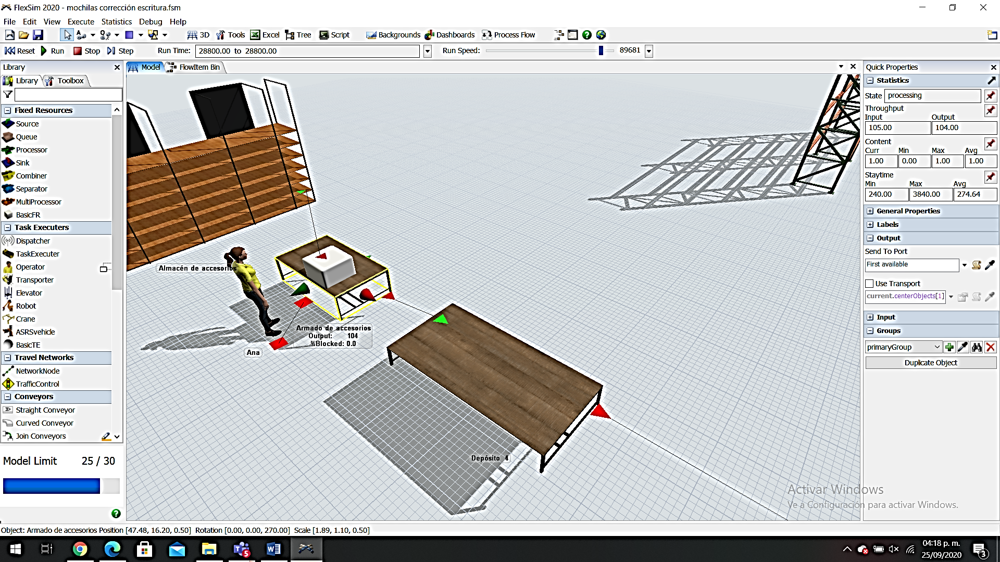 FlexSim 2020 - mochilas corrección escritura.fsm
File Edit View Execute Statistics Debug Help
3D Tools Excel Tree Script Backgrounds Dashboards Process Flow
Reset Run Stop Step Run Time: 28800.00 to 28800.00 Run Speed: 89681
Library
Library Toolbox
Fixed Resources
Source
Queue
Processor
Sink
Combiner
Separator
MultiProcessor
BasicFR
Task Executers
Dispatcher
TaskExecuter
Operator
Transporter
Elevator
Robot
Crane
ASRSvehicle
BasicTE
Travel Networks
NetworkNode
TrafficControl
Conveyors
Straight Conveyor
Curved Conveyor
Join Conveyors
Model Limit 25 / 30
Model FlowItem Bin
Almacén de accesorios
Armado de accesorios
Output: 104
%Blocked: 0.0
Ana
Depósito 4
Quick Properties
Statistics
State processing
Throughput
Input Output
105.00 104.00
Content
Curr Min Max Avg
1.00 0.00 1.00 1.00
Staytime
Min Max Avg
240.00 3840.00 274.64
General Properties
Labels
Output
Send To Port
First available
Use Transport
current.centerObjects[1]
Input
Groups
primaryGroup
Duplicate Object
Activar Windows
Ve a Configuración para activar Windows.
Object: Armado de accesorios Position [47.48, 16.20, 0.50] Rotation [0.00, 0.00, 270.00] Scale [1.89, 1.10, 0.50]
04:18 p. m.
25/09/2020
5
3